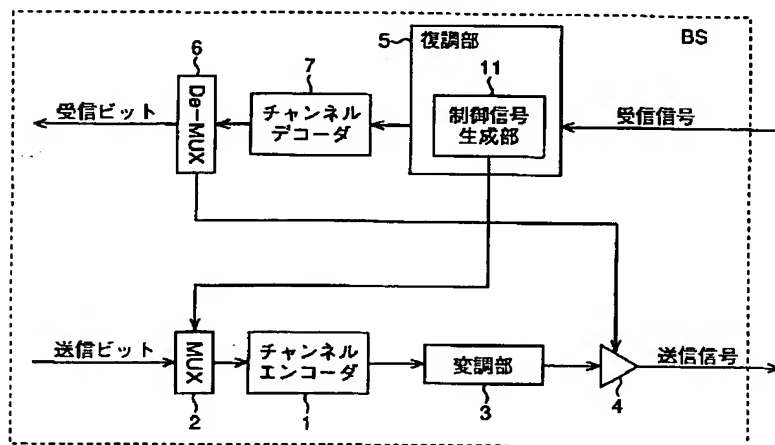 BS
5
復調部
6
7
11
受信ビット
De-MUX
チャンネル
デコーダ
制御信号
生成部
受信信号
送信ビット
MUX
チャンネル
エンコーダ
変調部
送信信号
2
1
3
4